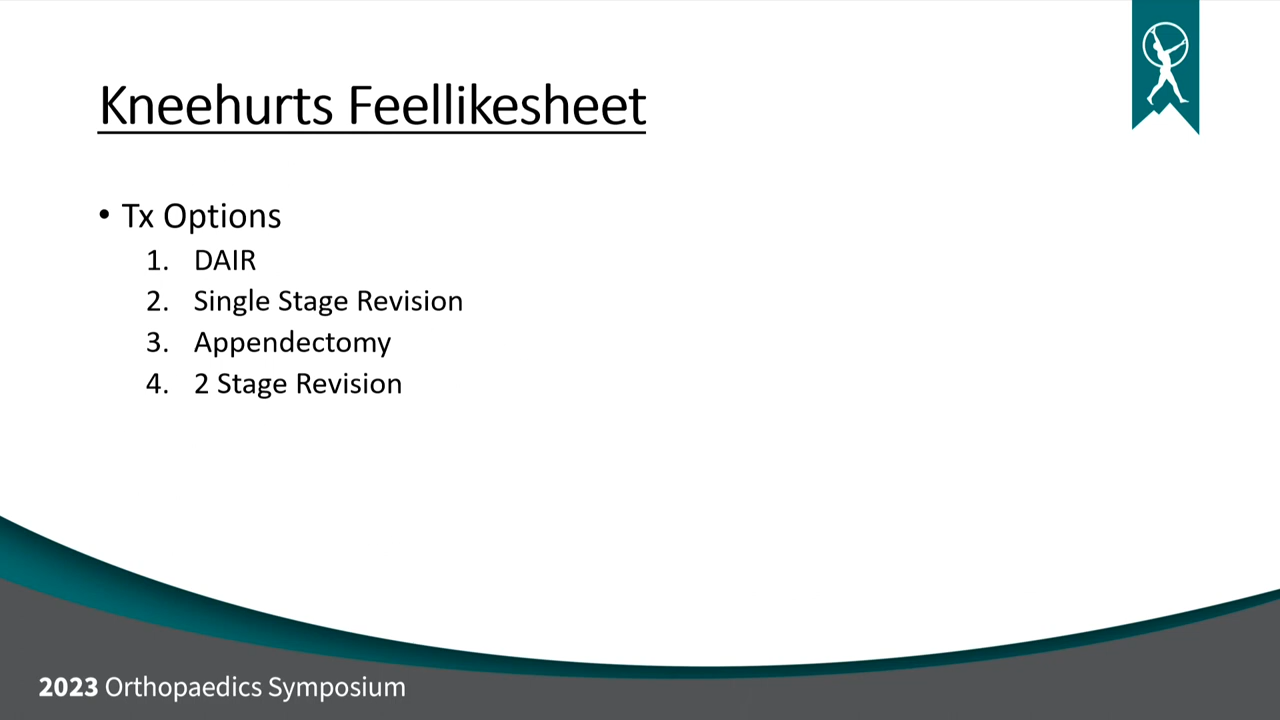 Kneehurts Feellikesheet
• Tx Options
1. DAIR
2. Single Stage Revision
3. Appendectomy
4. 2 Stage Revision
2023 Orthopaedics Symposium